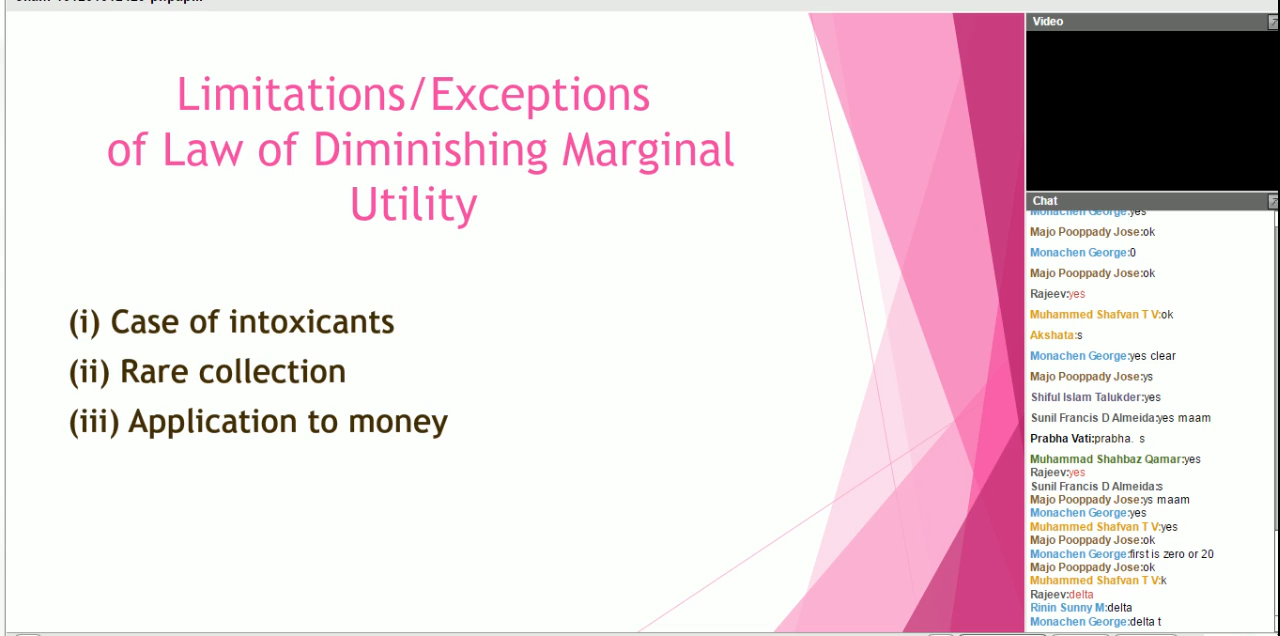 Limitations/Exceptions
of Law of Diminishing Marginal
Utility
(i) Case of intoxicants
(ii) Rare collection
(iii) Application to money
Video
Chat
Monachen George:yes
Majo Pooppady Jose:ok
Monachen George:0
Majo Pooppady Jose:ok
Rajeev:yes
Muhammed Shafvan T V:ok
Akshata:s
Monachen George:yes clear
Majo Pooppady Jose:ys
Shiful Islam Talukder:yes
Sunil Francis D Almeida:yes maam
Prabha Vati:prabha. s
Muhammad Shahbaz Qamar:yes
Rajeev:yes
Sunil Francis D Almeida:s
Majo Pooppady Jose:ys maam
Monachen George:yes
Muhammed Shafvan T V:yes
Majo Pooppady Jose:ok
Monachen George:first is zero or 20
Majo Pooppady Jose:ok
Muhammed Shafvan T V:k
Rajeev:delta
Rinin Sunny M:delta
Monachen George:delta t